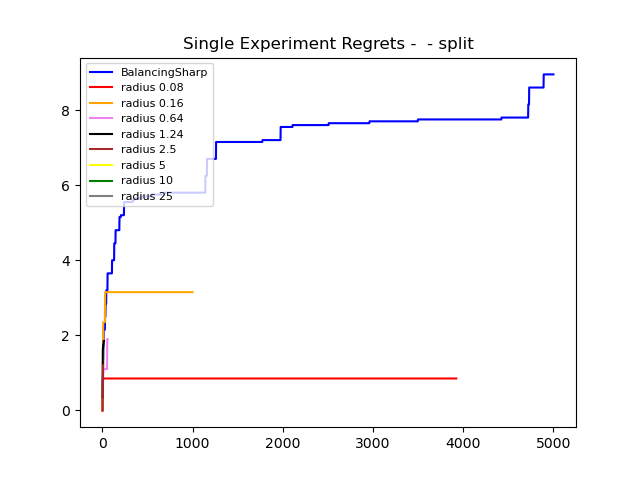 Single Experiment Regrets -  - split
BalancingSharp
radius 0.08
radius 0.16
radius 0.64
radius 1.24
radius 2.5
radius 5
radius 10
radius 25
8
6
4
2
0
0 1000 2000 3000 4000 5000